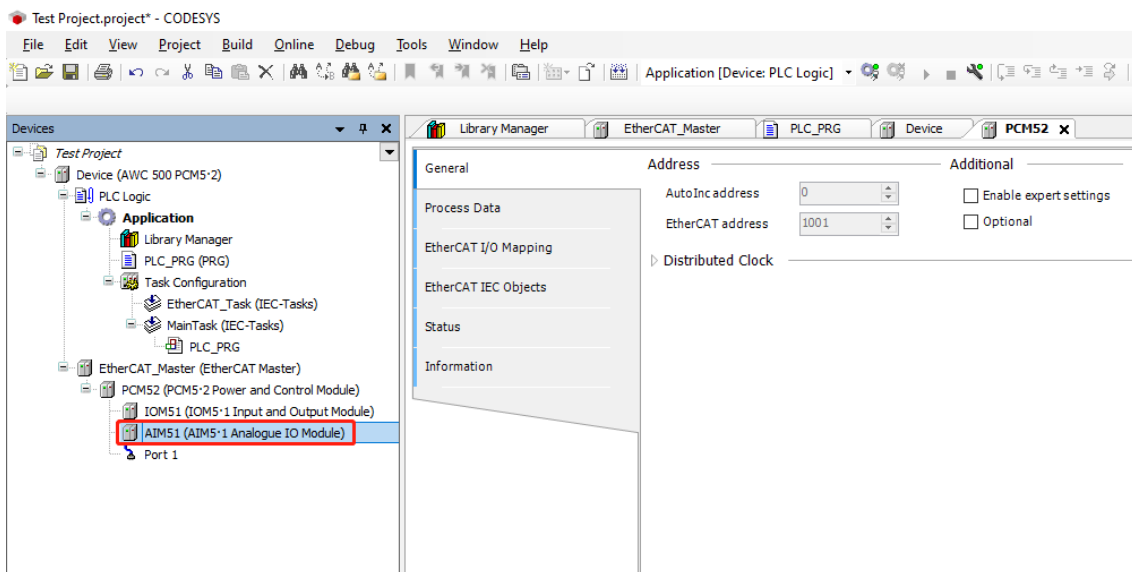 Test Project.project* - CODESYS
File Edit View Project Build Online Debug Tools Window Help
Application [Device: PLC Logic]
Devices
Library Manager EtherCAT_Master PLC_PRG Device PCM52
Test Project
Device (AWC 500 PCM5·2)
PLC Logic
Application
Library Manager
PLC_PRG (PRG)
Task Configuration
EtherCAT_Task (IEC-Tasks)
MainTask (IEC-Tasks)
PLC_PRG
EtherCAT_Master (EtherCAT Master)
PCM52 (PCM5·2 Power and Control Module)
IOM51 (IOM5·1 Input and Output Module)
AIM51 (AIM5·1 Analogue IO Module)
Port 1
General
Process Data
EtherCAT I/O Mapping
EtherCAT IEC Objects
Status
Information
Address
AutoInc address 0
EtherCAT address 1001
Distributed Clock
Additional
Enable expert settings
Optional